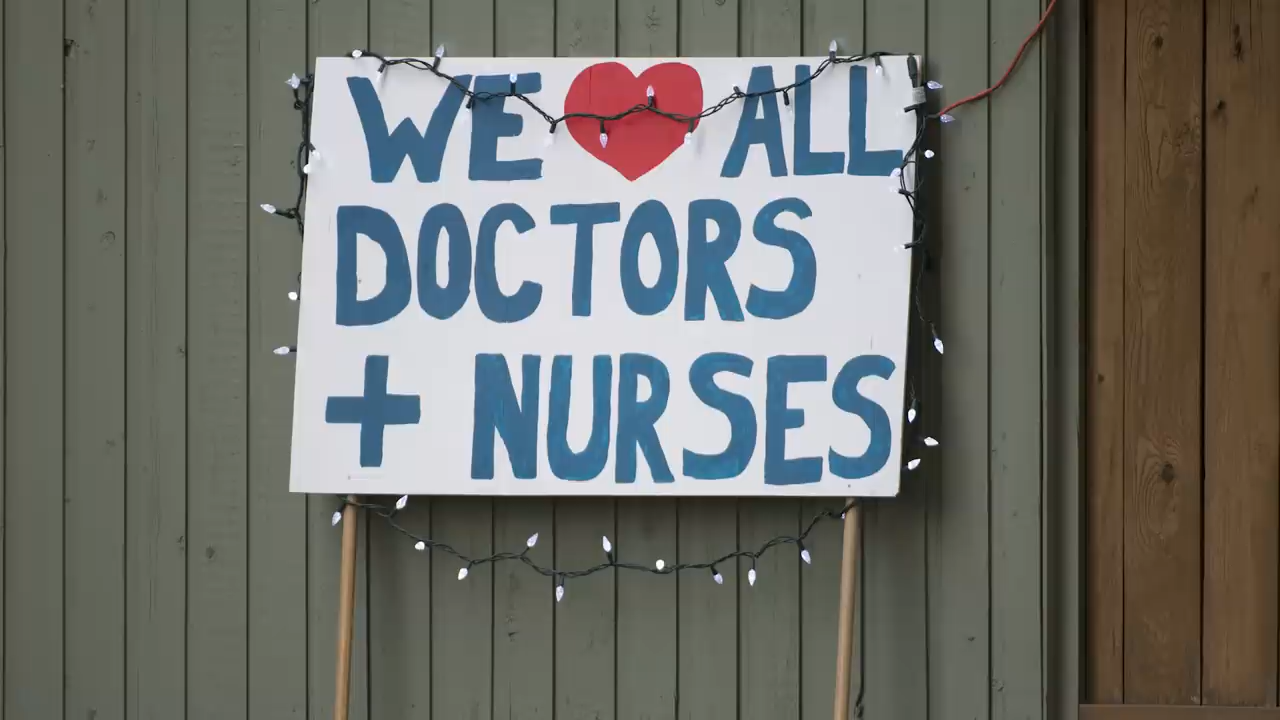 WE ❤ ALL
DOCTORS
+ NURSES